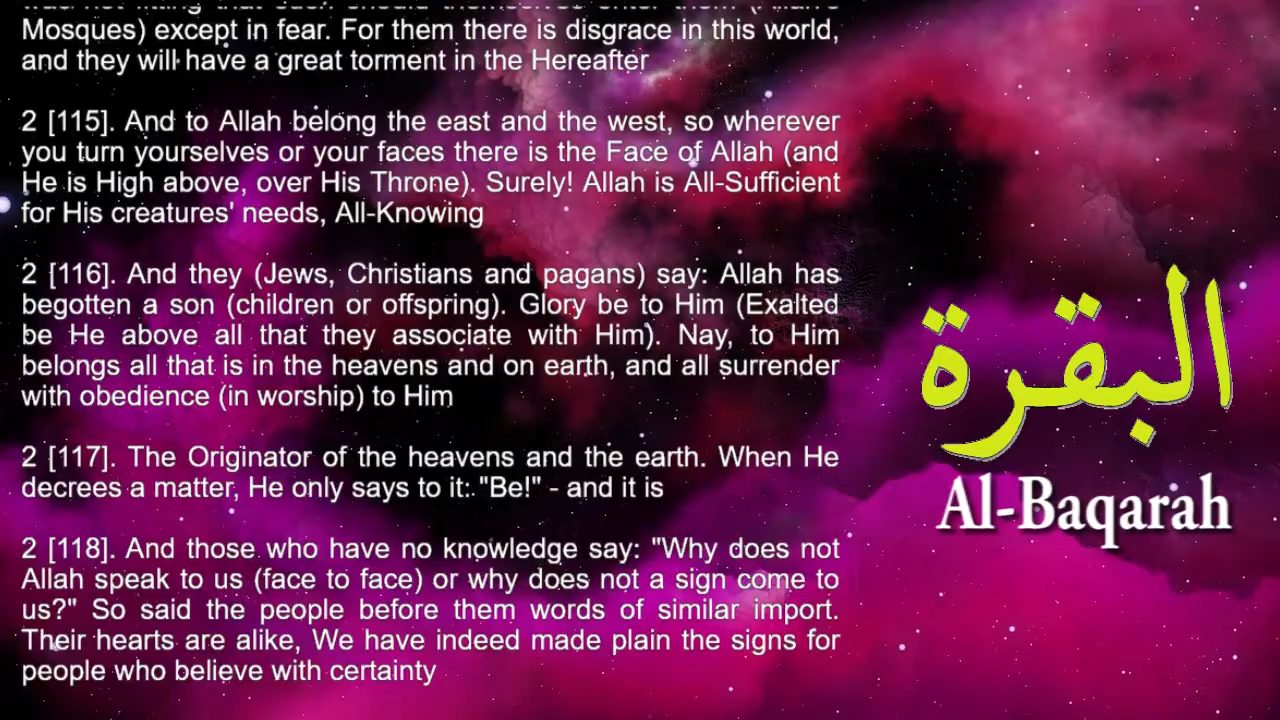 Mosques) except in fear. For them there is disgrace in this world,
and they will have a great torment in the Hereafter
2 [115]. And to Allah belong the east and the west, so wherever
you turn yourselves or your faces there is the Face of Allah (and
He is High above, over His Throne). Surely! Allah is All-Sufficient
for His creatures' needs, All-Knowing
2 [116]. And they (Jews, Christians and pagans) say: Allah has
begotten a son (children or offspring). Glory be to Him (Exalted
be He above all that they associate with Him). Nay, to Him
belongs all that is in the heavens and on earth, and all surrender
with obedience (in worship) to Him
2 [117]. The Originator of the heavens and the earth. When He
decrees a matter, He only says to it: "Be!" - and it is
2 [118]. And those who have no knowledge say: "Why does not
Allah speak to us (face to face) or why does not a sign come to
us?" So said the people before them words of similar import.
Their hearts are alike, We have indeed made plain the signs for
people who believe with certainty
البقرة
Al-Baqarah